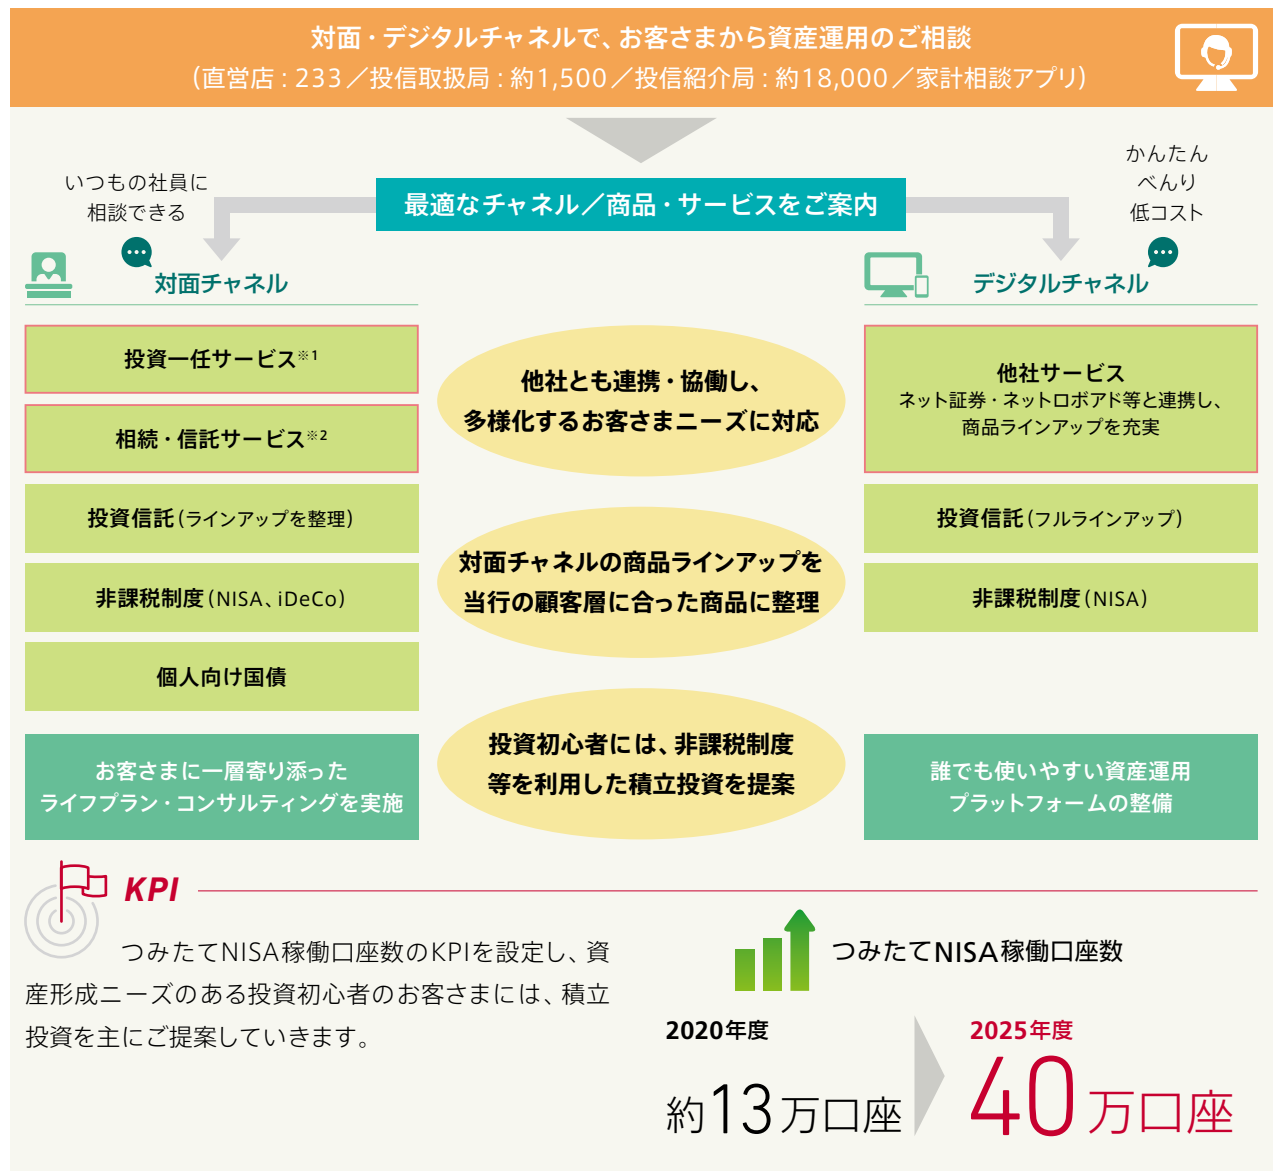 対面・デジタルチャネルで、お客さまから資産運用のご相談
（直営店：233／投信取扱局：約1,500／投信紹介局：約18,000／家計相談アプリ）
いつもの社員に
相談できる
最適なチャネル／商品・サービスをご案内
かんたん
べんり
低コスト
対面チャネル
投資一任サービス※1
相続・信託サービス※2
投資信託（ラインアップを整理）
非課税制度（NISA、iDeCo）
個人向け国債
お客さまに一層寄り添った
ライフプラン・コンサルティングを実施
他社とも連携・協働し、
多様化するお客さまニーズに対応
対面チャネルの商品ラインアップを
当行の顧客層に合った商品に整理
投資初心者には、非課税制度
等を利用した積立投資を提案
デジタルチャネル
他社サービス
ネット証券・ネットロボアド等と連携し、
商品ラインアップを充実
投資信託（フルラインアップ）
非課税制度（NISA）
誰でも使いやすい資産運用
プラットフォームの整備
KPI
つみたてNISA稼働口座数のKPIを設定し、資
産形成ニーズのある投資初心者のお客さまには、積立
投資を主にご提案していきます。
つみたてNISA稼働口座数
2020年度
約13万口座
2025年度
40万口座